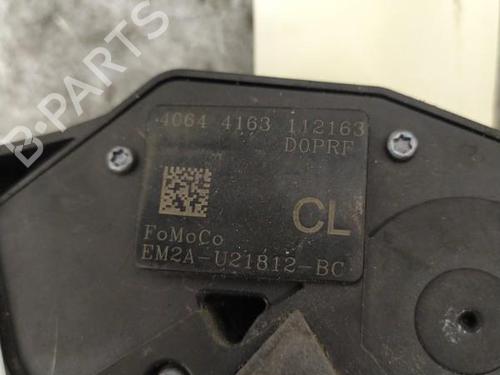 B-PARTS
4064 4163 112163
D0PRF
CL
FoMoCo
EM2A-U21812-BC